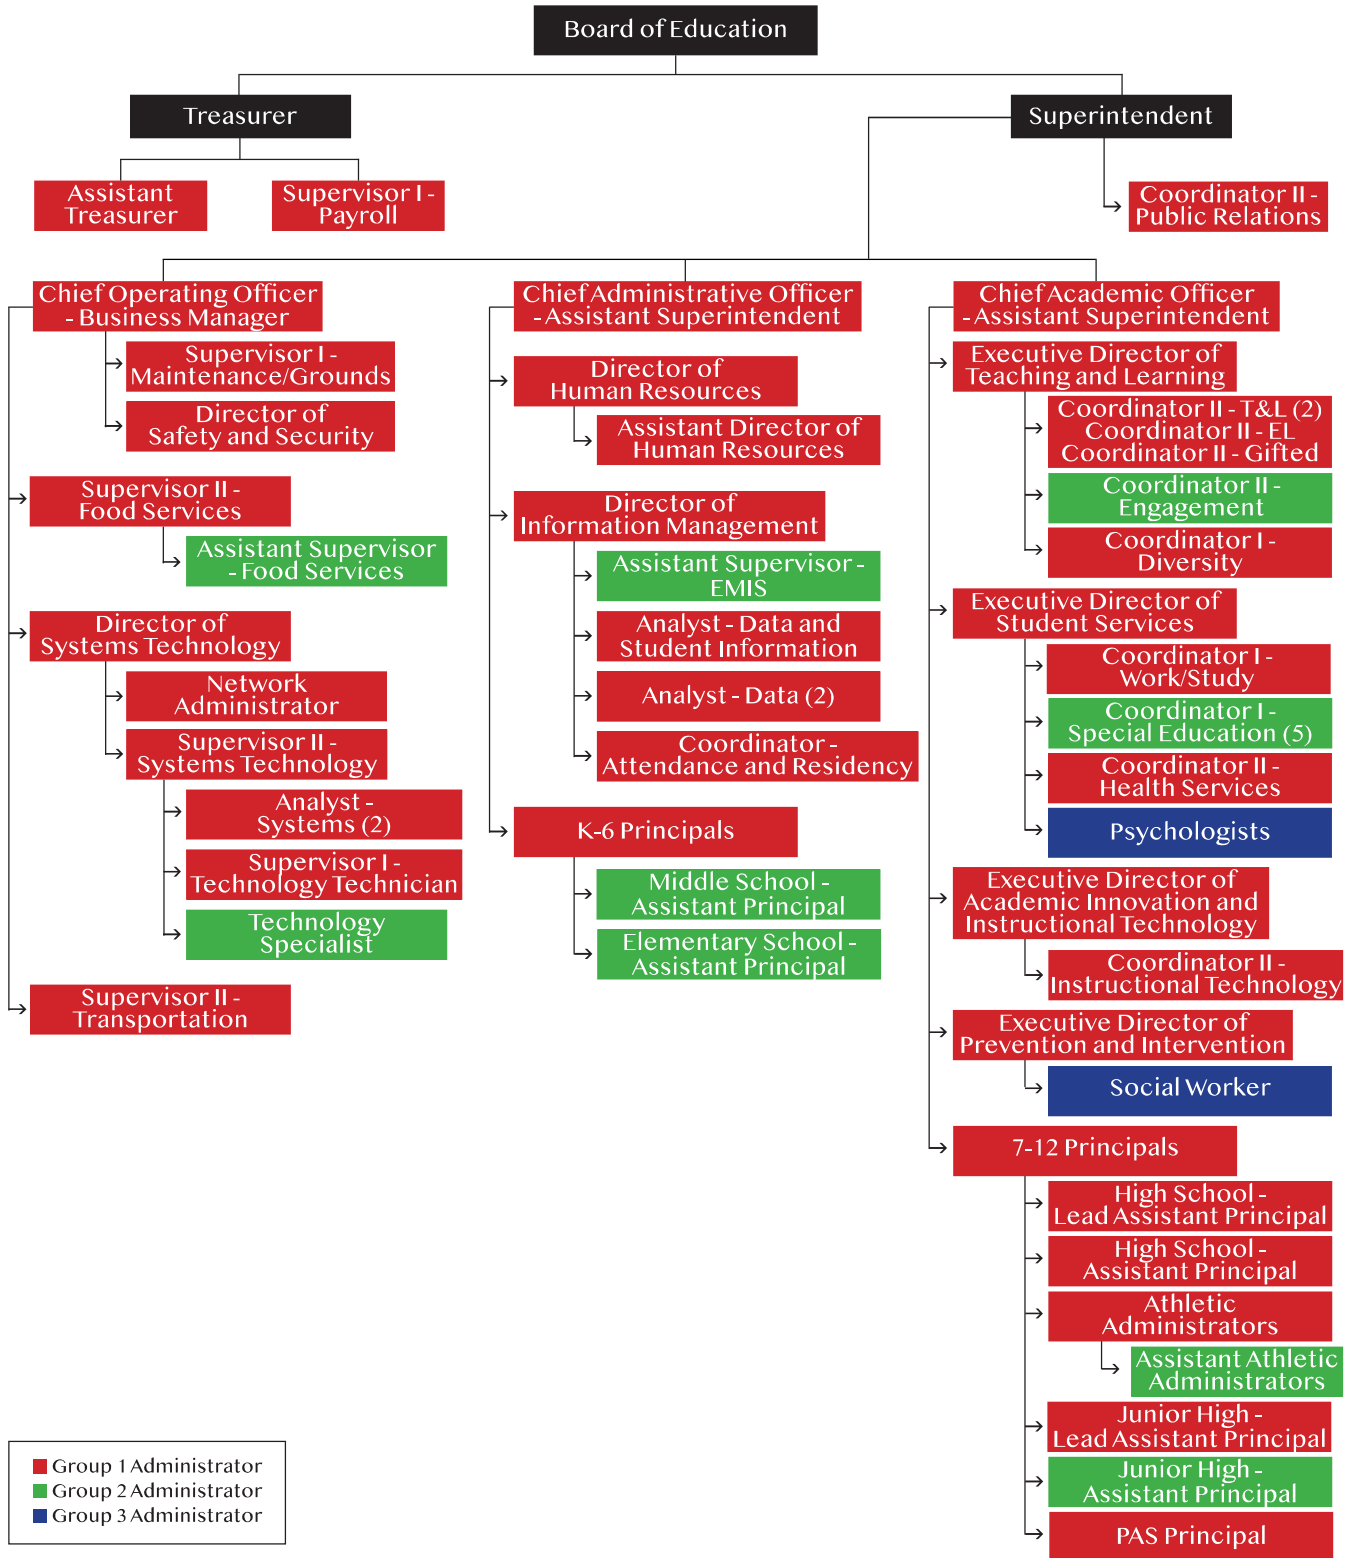 Board of Education
Treasurer
Superintendent
Assistant
Treasurer
Supervisor I -
Payroll
Coordinator II -
Public Relations
Chief Operating Officer
- Business Manager
Supervisor I -
Maintenance/Grounds
Director of
Safety and Security
Supervisor II -
Food Services
Assistant Supervisor
- Food Services
Director of
Systems Technology
Network
Administrator
Supervisor II -
Systems Technology
Analyst -
Systems (2)
Supervisor I -
Technology Technician
Technology
Specialist
Supervisor II -
Transportation
Chief Administrative Officer
- Assistant Superintendent
Director of
Human Resources
Assistant Director of
Human Resources
Director of
Information Management
Assistant Supervisor -
EMIS
Analyst - Data and
Student Information
Analyst - Data (2)
Coordinator -
Attendance and Residency
K-6 Principals
Middle School -
Assistant Principal
Elementary School -
Assistant Principal
Chief Academic Officer
- Assistant Superintendent
Executive Director of
Teaching and Learning
Coordinator II - T&L (2)
Coordinator II - EL
Coordinator II - Gifted
Coordinator II -
Engagement
Coordinator I -
Diversity
Executive Director of
Student Services
Coordinator I -
Work/Study
Coordinator I -
Special Education (5)
Coordinator II -
Health Services
Psychologists
Executive Director of
Academic Innovation and
Instructional Technology
Coordinator II -
Instructional Technology
Executive Director of
Prevention and Intervention
Social Worker
7-12 Principals
High School -
Lead Assistant Principal
High School -
Assistant Principal
Athletic
Administrators
Assistant Athletic
Administrators
Junior High -
Lead Assistant Principal
Junior High -
Assistant Principal
PAS Principal
Group 1 Administrator
Group 2 Administrator
Group 3 Administrator